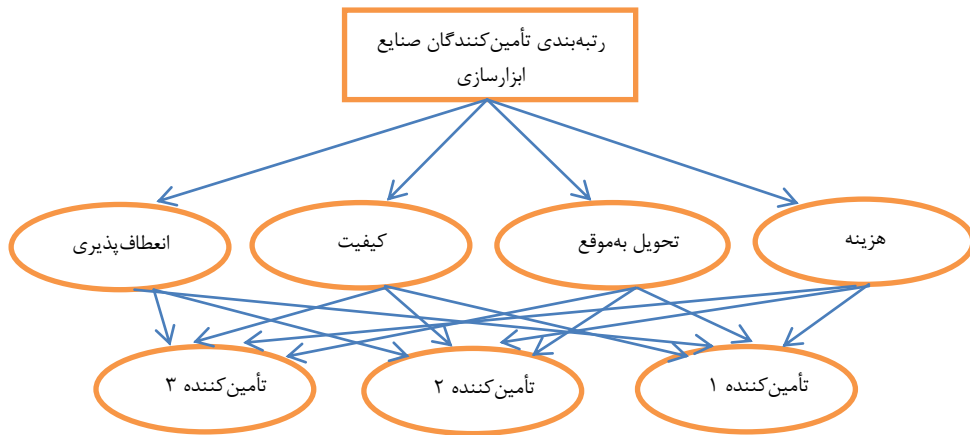 رتبه‌بندی تأمین‌کنندگان صنایع
ابزارسازی
هزینه
تحویل به‌موقع
کیفیت
انعطاف‌پذیری
تأمین‌کننده ۱
تأمین‌کننده ۲
تأمین‌کننده ۳